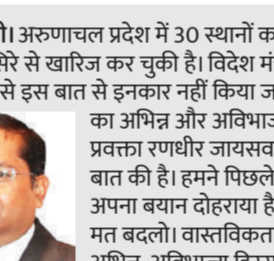 ो। अरुणाचल प्रदेश में 30 स्थानों क
सिरे से खारिज कर चुकी है। विदेश मं
से इस बात से इनकार नहीं किया ज
का अभिन्न और अविभाज
प्रवक्ता रणधीर जायसव
बात की है। हमने पिछले
अपना बयान दोहराया है
मत बदलो। वास्तविकता